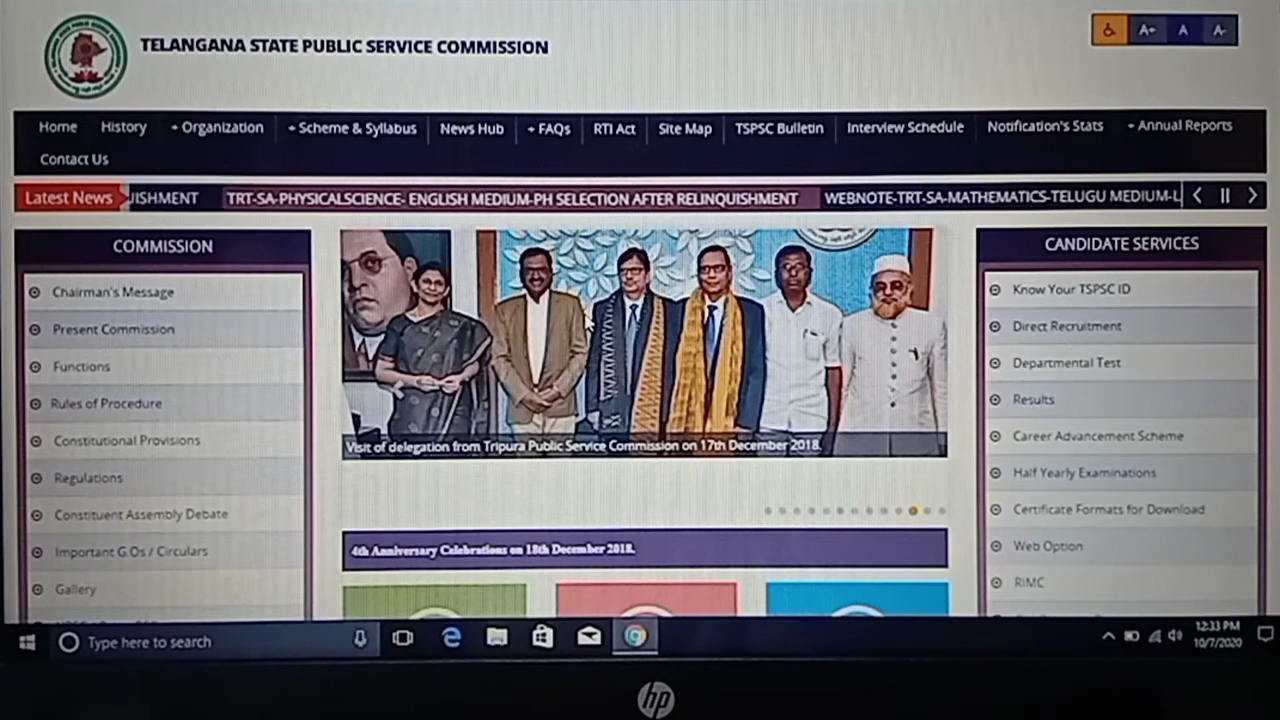 TELANGANA STATE PUBLIC SERVICE COMMISSION
A+ A A-
Home History Organization Scheme & Syllabus News Hub FAQs RTI Act Site Map TSPSC Bulletin Interview Schedule Notification's Stats Annual Reports
Contact Us
Latest News UISHMENT TRT-SA-PHYSICALSCIENCE- ENGLISH MEDIUM-PH SELECTION AFTER RELINQUISHMENT WEBNOTE-TRT-SA-MATHEMATICS-TELUGU MEDIUM-L
COMMISSION
Chairman's Message
Present Commission
Functions
Rules of Procedure
Constitutional Provisions
Regulations
Constituent Assembly Debate
Important G.Os / Circulars
Gallery
Visit of delegation from Tripura Public Service Commission on 17th December 2018.
4th Anniversary Celebrations on 18th December 2018.
CANDIDATE SERVICES
Know Your TSPSC ID
Direct Recruitment
Departmental Test
Results
Career Advancement Scheme
Half Yearly Examinations
Certificate Formats for Download
Web Option
RIMC
Type here to search
12:33 PM
10/7/2020
hp